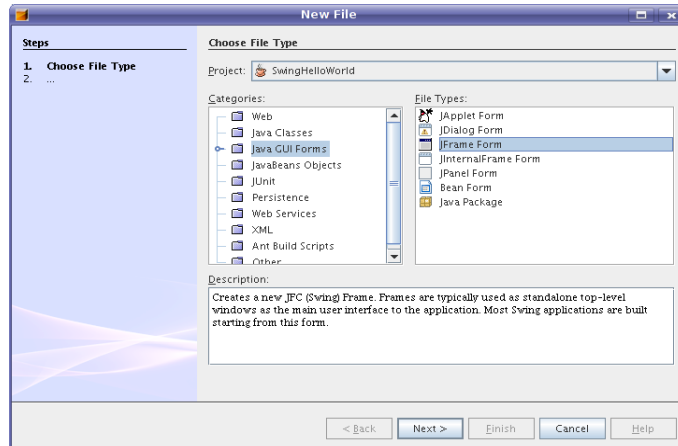 New File
Steps
1. Choose File Type
2. ...
Choose File Type
Project: SwingHelloWorld
Categories:
Web
Java Classes
Java GUI Forms
JavaBeans Objects
JUnit
Persistence
Web Services
XML
Ant Build Scripts
Other
File Types:
JApplet Form
JDialog Form
JFrame Form
JInternalFrame Form
JPanel Form
Bean Form
Java Package
Description:
Creates a new JFC (Swing) Frame. Frames are typically used as standalone top-level
windows as the main user interface to the application. Most Swing applications are built
starting from this form.
< Back Next > Finish Cancel Help